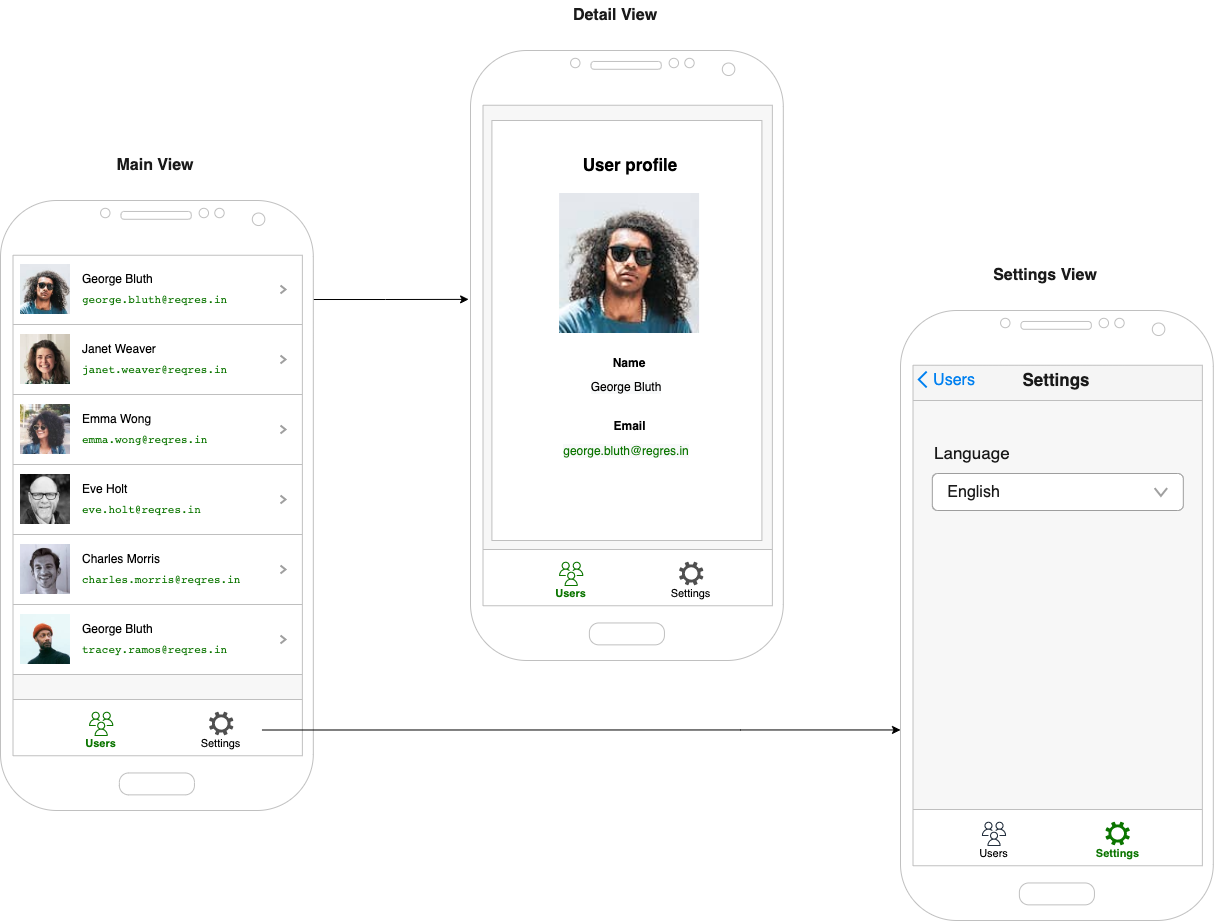 Detail View
User profile
Name
George Bluth
Email
george.bluth@regres.in
Users
Settings
Main View
George Bluth
george.bluth@reqres.in
Janet Weaver
janet.weaver@reqres.in
Emma Wong
emma.wong@reqres.in
Eve Holt
eve.holt@reqres.in
Charles Morris
charles.morris@reqres.in
George Bluth
tracey.ramos@reqres.in
Users
Settings
Settings View
Users Settings
Language
English
Users
Settings